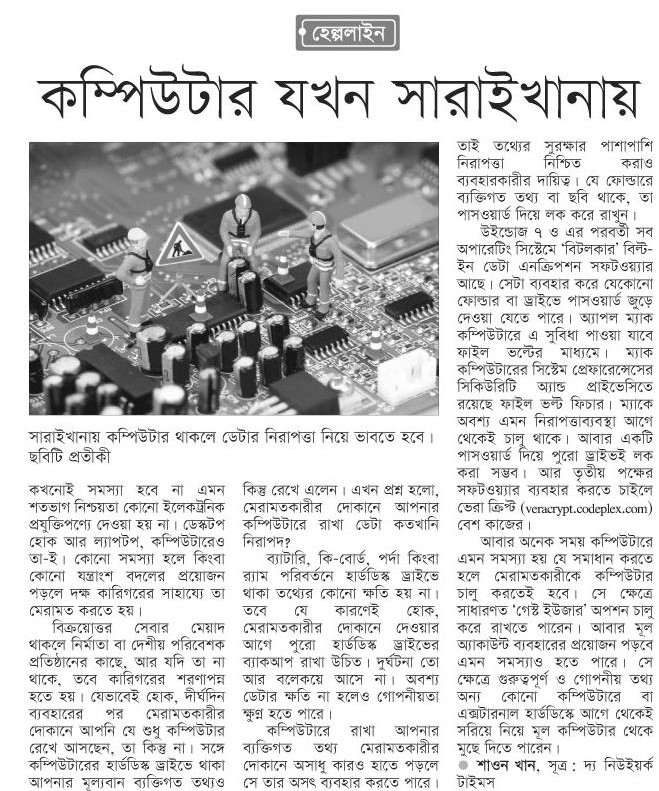 হেল্পলাইন
কম্পিউটার যখন সারাইখানায়
সারাইখানায় কম্পিউটার থাকলে ডেটার নিরাপত্তা নিয়ে ভাবতে হবে।
ছবিটি প্রতীকী
কখনোই সমস্যা হবে না এমন
শতভাগ নিশ্চয়তা কোনো ইলেকট্রনিক
প্রযুক্তিপণ্যে দেওয়া হয় না। ডেস্কটপ
হোক আর ল্যাপটপ, কম্পিউটারেও
তা-ই। কোনো সমস্যা হলে কিংবা
কোনো যন্ত্রাংশ বদলের প্রয়োজন
পড়লে দক্ষ কারিগরের সাহায্যে তা
মেরামত করতে হয়।
বিক্রয়োত্তর সেবার মেয়াদ
থাকলে নির্মাতা বা দেশীয় পরিবেশক
প্রতিষ্ঠানের কাছে, আর যদি তা না
থাকে, তবে কারিগরের শরণাপন্ন
হতে হয়। যেভাবেই হোক, দীর্ঘদিন
ব্যবহারের পর মেরামতকারীর
দোকানে আপনি যে শুধু কম্পিউটার
রেখে আসছেন, তা কিন্তু না। সঙ্গে
কম্পিউটারের হার্ডডিস্ক ড্রাইভে থাকা
আপনার মূল্যবান ব্যক্তিগত তথ্যও
কিন্তু রেখে এলেন। এখন প্রশ্ন হলো,
মেরামতকারীর দোকানে আপনার
কম্পিউটারে রাখা ডেটা কতখানি
নিরাপদ?
ব্যাটারি, কি-বোর্ড, পর্দা কিংবা
র‍্যাম পরিবর্তনে হার্ডডিস্ক ড্রাইভে
থাকা তথ্যের কোনো ক্ষতি হয় না।
তবে যে কারণেই হোক,
মেরামতকারীর দোকানে দেওয়ার
আগে পুরো হার্ডডিস্ক ড্রাইভের
ব্যাকআপ রাখা উচিত। দুর্ঘটনা তো
আর বলেকয়ে আসে না। অবশ্য
ডেটার ক্ষতি না হলেও গোপনীয়তা
ক্ষুণ্ন হতে পারে।
কম্পিউটারে রাখা আপনার
ব্যক্তিগত তথ্য মেরামতকারীর
দোকানে অসাধু কারও হাতে পড়লে
সে তার অসৎ ব্যবহার করতে পারে।
তাই তথ্যের সুরক্ষার পাশাপাশি
নিরাপত্তা নিশ্চিত করাও
ব্যবহারকারীর দায়িত্ব। যে ফোল্ডারে
ব্যক্তিগত তথ্য বা ছবি থাকে, তা
পাসওয়ার্ড দিয়ে লক করে রাখুন।
উইন্ডোজ ৭ ও এর পরবর্তী সব
অপারেটিং সিস্টেমে ‘বিটলকার’ বিল্ট-
ইন ডেটা এনক্রিপশন সফটওয়্যার
আছে। সেটা ব্যবহার করে যেকোনো
ফোল্ডার বা ড্রাইভে পাসওয়ার্ড জুড়ে
দেওয়া যেতে পারে। অ্যাপল ম্যাক
কম্পিউটারে এ সুবিধা পাওয়া যাবে
ফাইল ভল্টের মাধ্যমে। ম্যাক
কম্পিউটারের সিস্টেম প্রেফারেন্সেসের
সিকিউরিটি অ্যান্ড প্রাইভেসিতে
রয়েছে ফাইল ভল্ট ফিচার। ম্যাকে
অবশ্য এমন নিরাপত্তাব্যবস্থা আগে
থেকেই চালু থাকে। আবার একটি
পাসওয়ার্ড দিয়ে পুরো ড্রাইভই লক
করা সম্ভব। আর তৃতীয় পক্ষের
সফটওয়্যার ব্যবহার করতে চাইলে
ভেরা ক্রিপ্ট (veracrypt.codeplex.com)
বেশ কাজের।
আবার অনেক সময় কম্পিউটারে
এমন সমস্যা হয় যে সমাধান করতে
হলে মেরামতকারীকে কম্পিউটার
চালু করতেই হবে। সে ক্ষেত্রে
সাধারণত ‘গেস্ট ইউজার’ অপশন চালু
করে রাখতে পারেন। আবার মূল
অ্যাকাউন্ট ব্যবহারের প্রয়োজন পড়বে
এমন সমস্যাও হতে পারে। সে
ক্ষেত্রে গুরুত্বপূর্ণ ও গোপনীয় তথ্য
অন্য কোনো কম্পিউটারে বা
এক্সটারনাল হার্ডডিস্কে আগে থেকেই
সরিয়ে নিয়ে মূল কম্পিউটার থেকে
মুছে দিতে পারেন।
● শাওন খান, সূত্র : দ্য নিউইয়র্ক
টাইমস